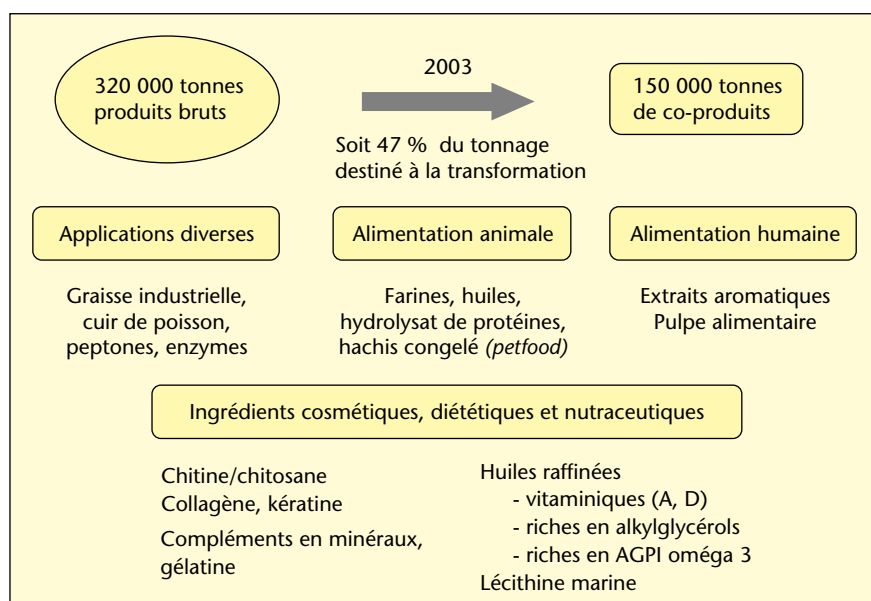 320 000 tonnes
produits bruts
2003
Soit 47 % du tonnage
destiné à la transformation
150 000 tonnes
de co-produits
Applications diverses
Graisse industrielle,
cuir de poisson,
peptones, enzymes
Alimentation animale
Farines, huiles,
hydrolysat de protéines,
hachis congelé (petfood)
Alimentation humaine
Extraits aromatiques
Pulpe alimentaire
Ingrédients cosmétiques, diététiques et nutraceutiques
Chitine/chitosane
Collagène, kératine
Compléments en minéraux,
gélatine
Huiles raffinées
- vitaminiques (A, D)
- riches en alkylglycérols
- riches en AGPI oméga 3
Lécithine marine